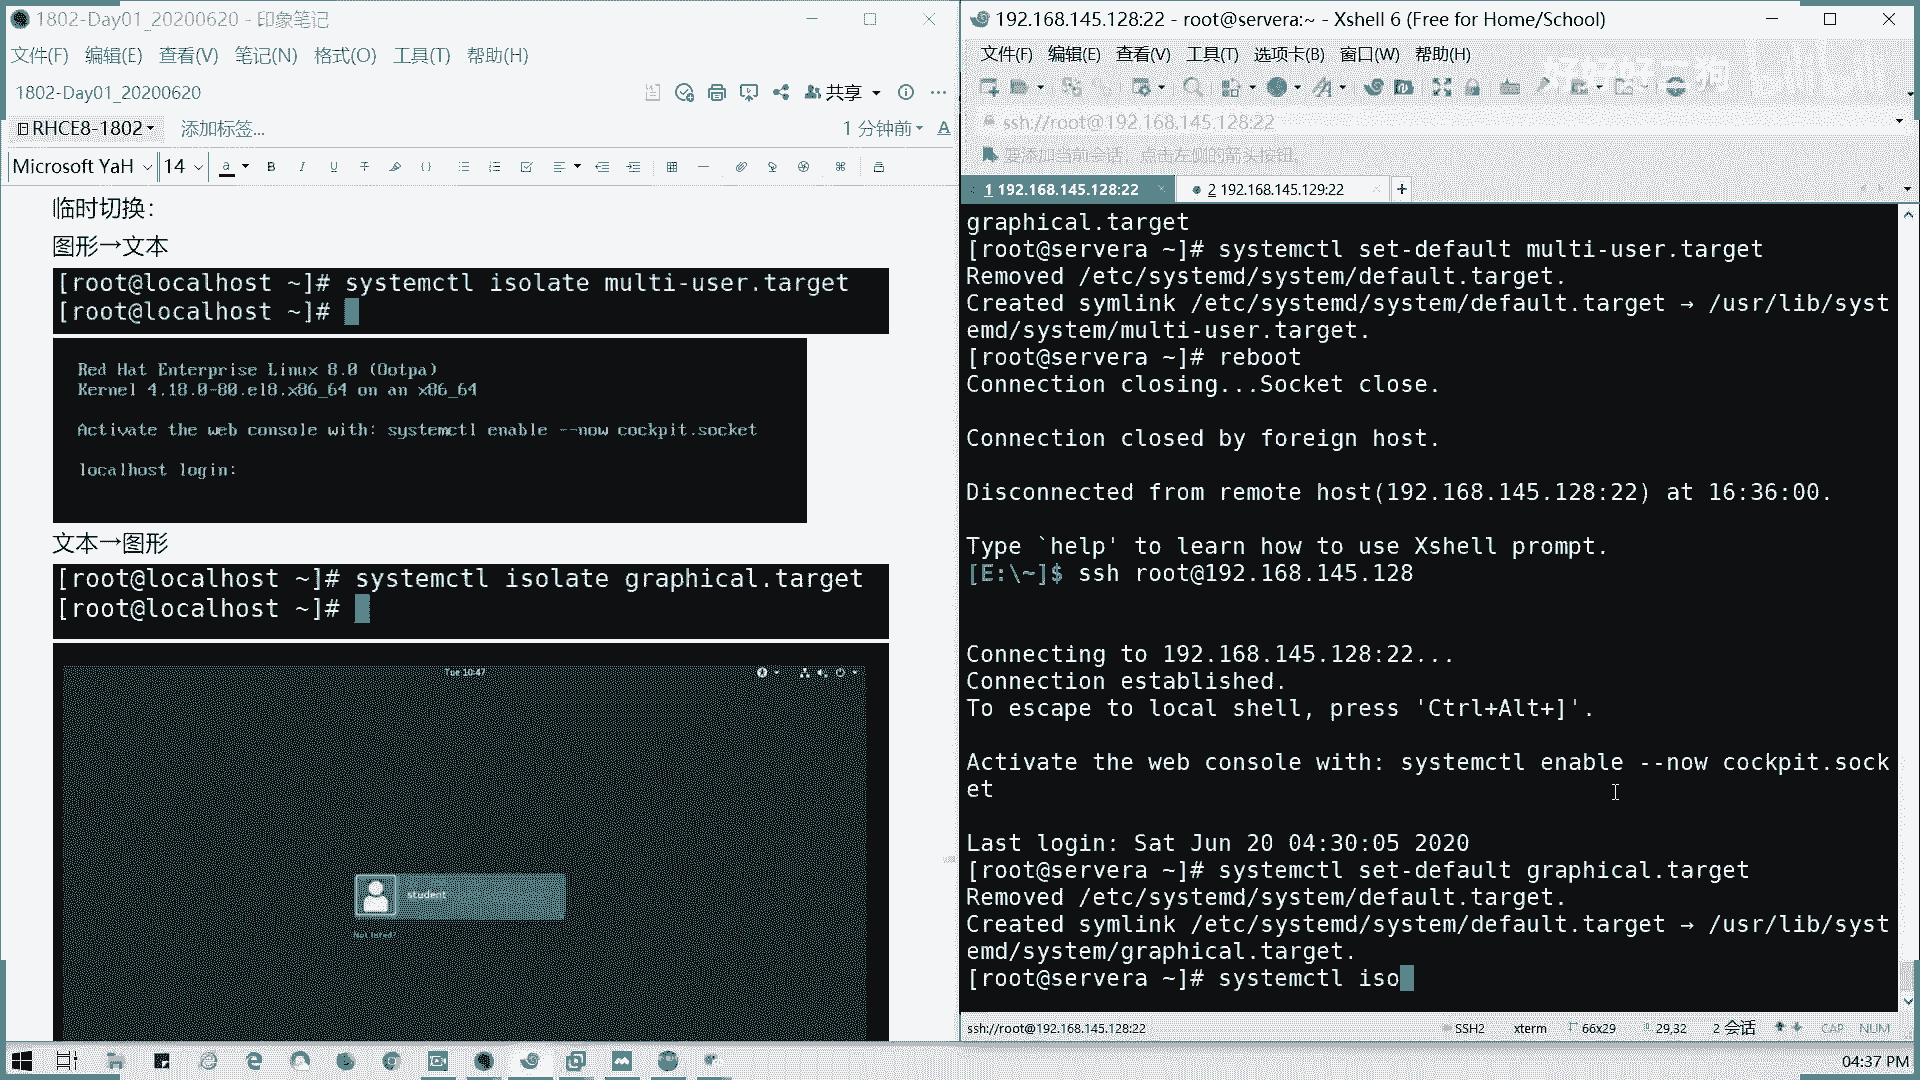 1802-Day01_20200620 - 印象笔记
文件(F) 编辑(E) 查看(V) 笔记(N) 格式(O) 工具(T) 帮助(H)
1802-Day01_20200620
共享
RHCE8-1802
添加标签...
1 分钟前
Microsoft YaH 14
临时切换：
图形→文本
[root@localhost ~]# systemctl isolate multi-user.target
[root@localhost ~]#
Red Hat Enterprise Linux 8.0 (Ootpa)
Kernel 4.18.0-80.el8.x86_64 on an x86_64
Activate the web console with: systemctl enable --now cockpit.socket
localhost login:
文本→图形
[root@localhost ~]# systemctl isolate graphical.target
[root@localhost ~]#
Tue 10:47
student
Not listed?
192.168.145.128:22 - root@servera:~ - Xshell 6 (Free for Home/School)
文件(F) 编辑(E) 查看(V) 工具(T) 选项卡(B) 窗口(W) 帮助(H)
ssh://root@192.168.145.128:22
要添加当前会话，点击左侧的箭头按钮。
1 192.168.145.128:22
2 192.168.145.129:22
graphical.target
[root@servera ~]# systemctl set-default multi-user.target
Removed /etc/systemd/system/default.target.
Created symlink /etc/systemd/system/default.target → /usr/lib/syst
emd/system/multi-user.target.
[root@servera ~]# reboot
Connection closing...Socket close.
Connection closed by foreign host.
Disconnected from remote host(192.168.145.128:22) at 16:36:00.
Type `help' to learn how to use Xshell prompt.
[E:\~]$ ssh root@192.168.145.128
Connecting to 192.168.145.128:22...
Connection established.
To escape to local shell, press 'Ctrl+Alt+]'.
Activate the web console with: systemctl enable --now cockpit.sock
et
Last login: Sat Jun 20 04:30:05 2020
[root@servera ~]# systemctl set-default graphical.target
Removed /etc/systemd/system/default.target.
Created symlink /etc/systemd/system/default.target → /usr/lib/syst
emd/system/graphical.target.
[root@servera ~]# systemctl iso
ssh://root@192.168.145.128:22
SSH2 xterm 66x29 29,32 2 会话 CAP NUM
04:37 PM